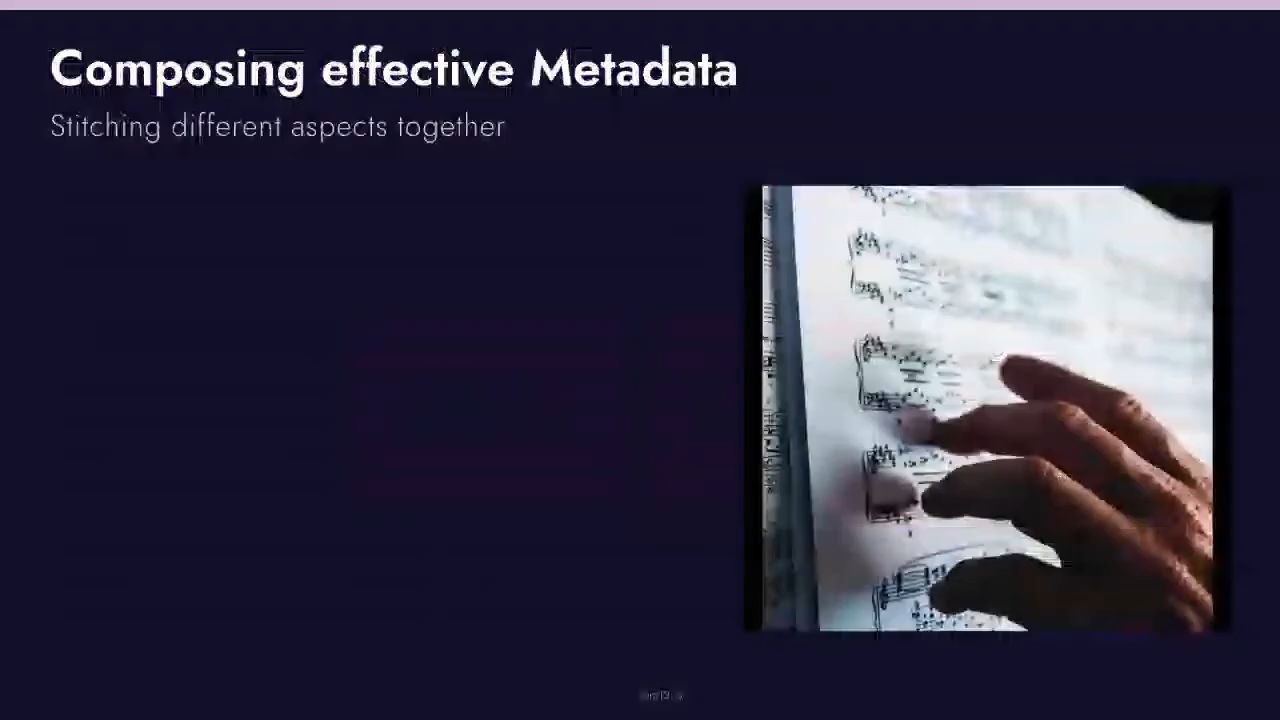 Composing effective Metadata
Stitching different aspects together